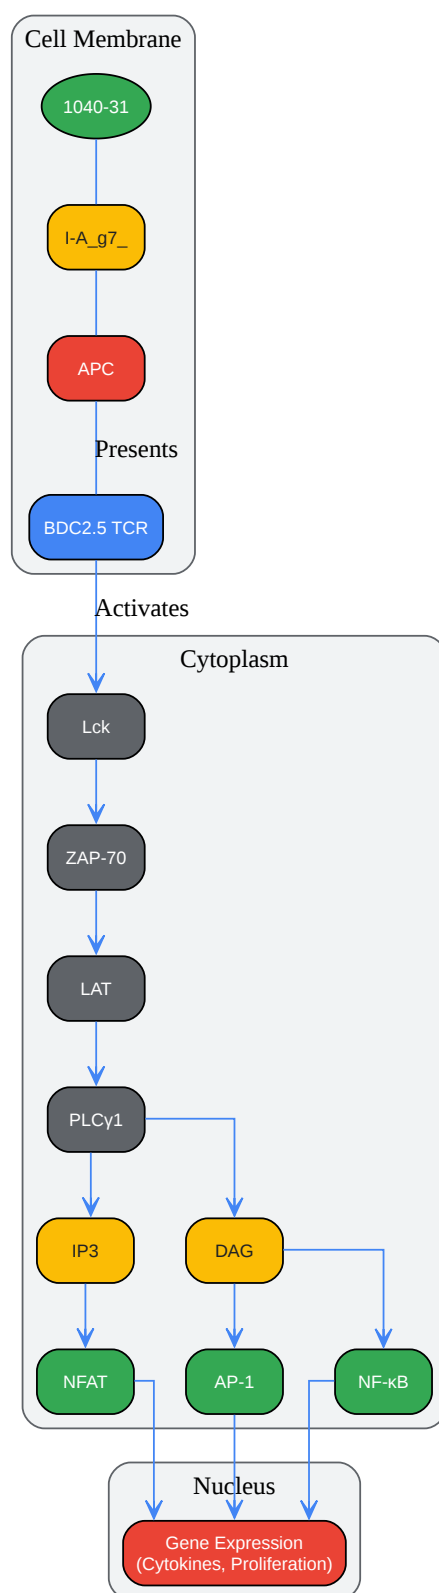 Cell Membrane
1040-31
I-A_g7_
APC
Presents
BDC2.5 TCR
Activates
Cytoplasm
Lck
ZAP-70
LAT
PLCγ1
IP3
DAG
NFAT
AP-1
NF-κB
Nucleus
Gene Expression
(Cytokines, Proliferation)